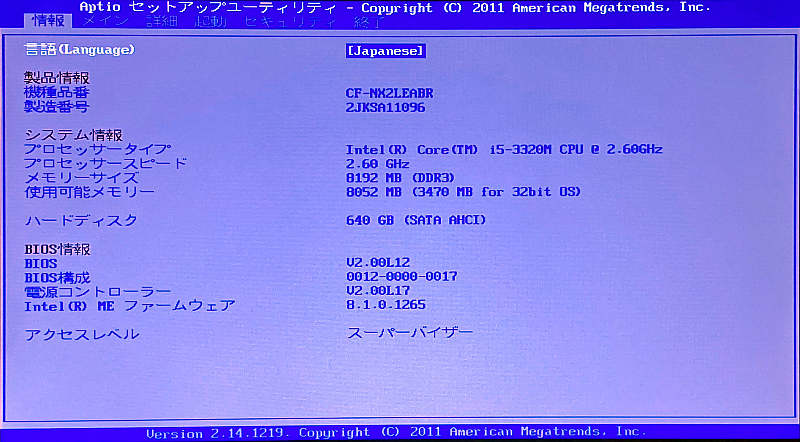 Aptio セットアップユーティリティ - Copyright (C) 2011 American Megatrends, Inc.
情報 メイン 詳細 起動 セキュリティ 終了
言語(Language) [Japanese]
製品情報
機種品番 CF-NX2LEABR
製造番号 2JKSA11096
システム情報
プロセッサータイプ Intel(R) Core(TM) i5-3320M CPU @ 2.60GHz
プロセッサースピード 2.60 GHz
メモリーサイズ 8192 MB (DDR3)
使用可能メモリー 8052 MB (3470 MB for 32bit OS)
ハードディスク 640 GB (SATA AHCI)
BIOS情報
BIOS V2.00L12
BIOS構成 0012-0000-0017
電源コントローラー V2.00L17
Intel(R) ME ファームウェア 8.1.0.1265
アクセスレベル スーパーバイザー
Version 2.14.1219. Copyright (C) 2011 American Megatrends, Inc.